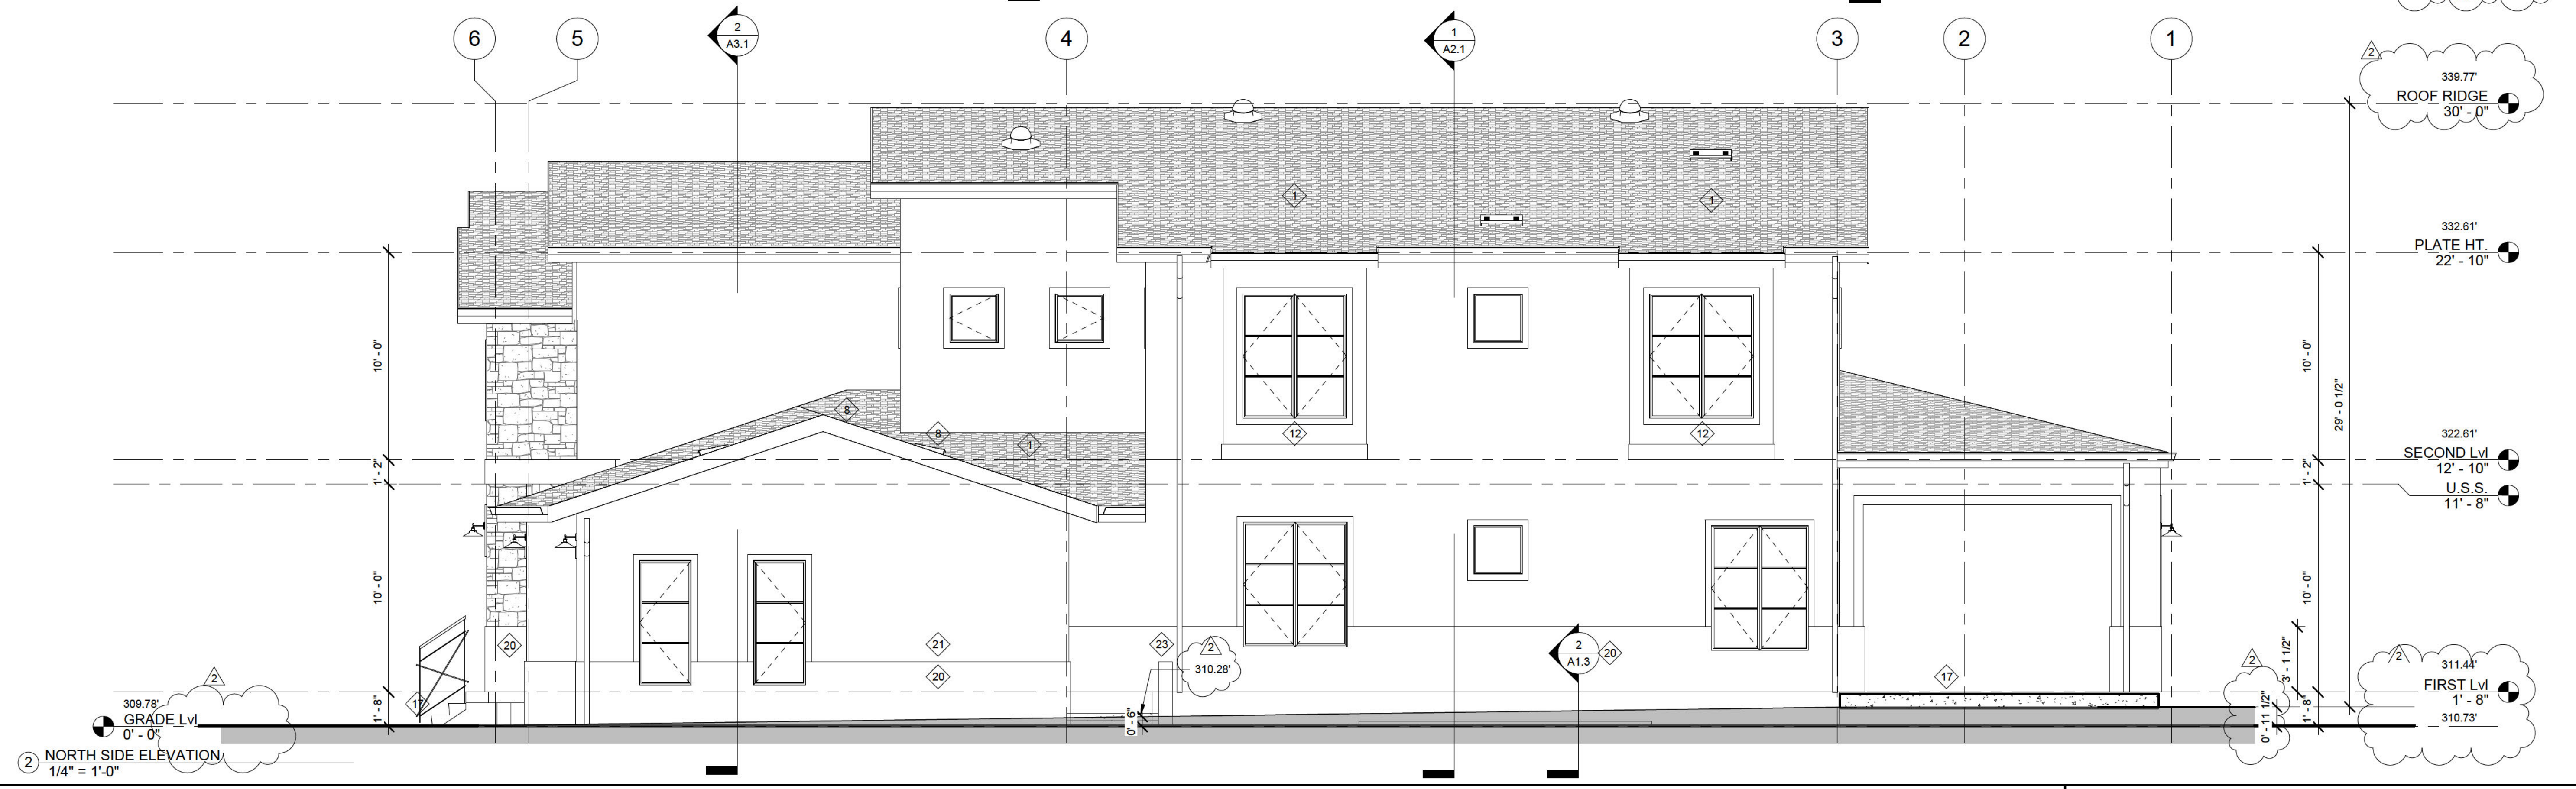 6
5
2
A3.1
4
1
A2.1
3
2
1
2
339.77'
ROOF RIDGE
30' - 0"
1
1
332.61'
PLATE HT.
22' - 10"
10' - 0"
10' - 0"
29' - 0 1/2"
8
8
1
12
12
322.61'
SECOND Lvl
12' - 10"
1' - 2"
1' - 2"
U.S.S.
11' - 8"
10' - 0"
10' - 0"
20
21
23
2
310.28'
2
A1.3
20
20
17
3' - 1 1/2"
2
2
311.44'
FIRST Lvl
1' - 8"
310.73'
2
309.78'
GRADE Lvl
0' - 0"
1' - 8"
17
0' - 6"
0' - 11 1/2"
1' - 8"
2
NORTH SIDE ELEVATION
1/4" = 1'-0"